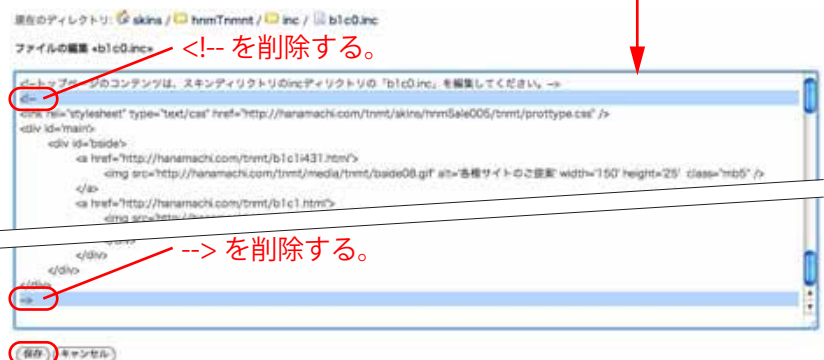 現在のディレクトリ: skins / hnmTnmnt / inc / b1c0.inc
ファイルの編集 «b1c0.inc»
<!-- を削除する。
<!--トップページのコンテンツは、スキンディレクトリのincディレクトリの「b1c0.inc」を編集してください。-->
<!--
<link rel="stylesheet" type="text/css" href="http://hanamachi.com/tnmt/skins/hnmSale005/tnmt/prottype.css" />
<div id='main'>
<div id='bside'>
<a href='http://hanamachi.com/tnmt/b1c1i431.html'>
<img src='http://hanamachi.com/tnmt/media/tnmt/bside08.gif' alt='各種サイトのご提案' width='150' height='25' class='mb5' />
</a>
<a href='http://hanamachi.com/tnmt/b1c1.html'>
<img src='http://hanamachi
--> を削除する。
</div>
</div>
</div>
-->
保存 キャンセル